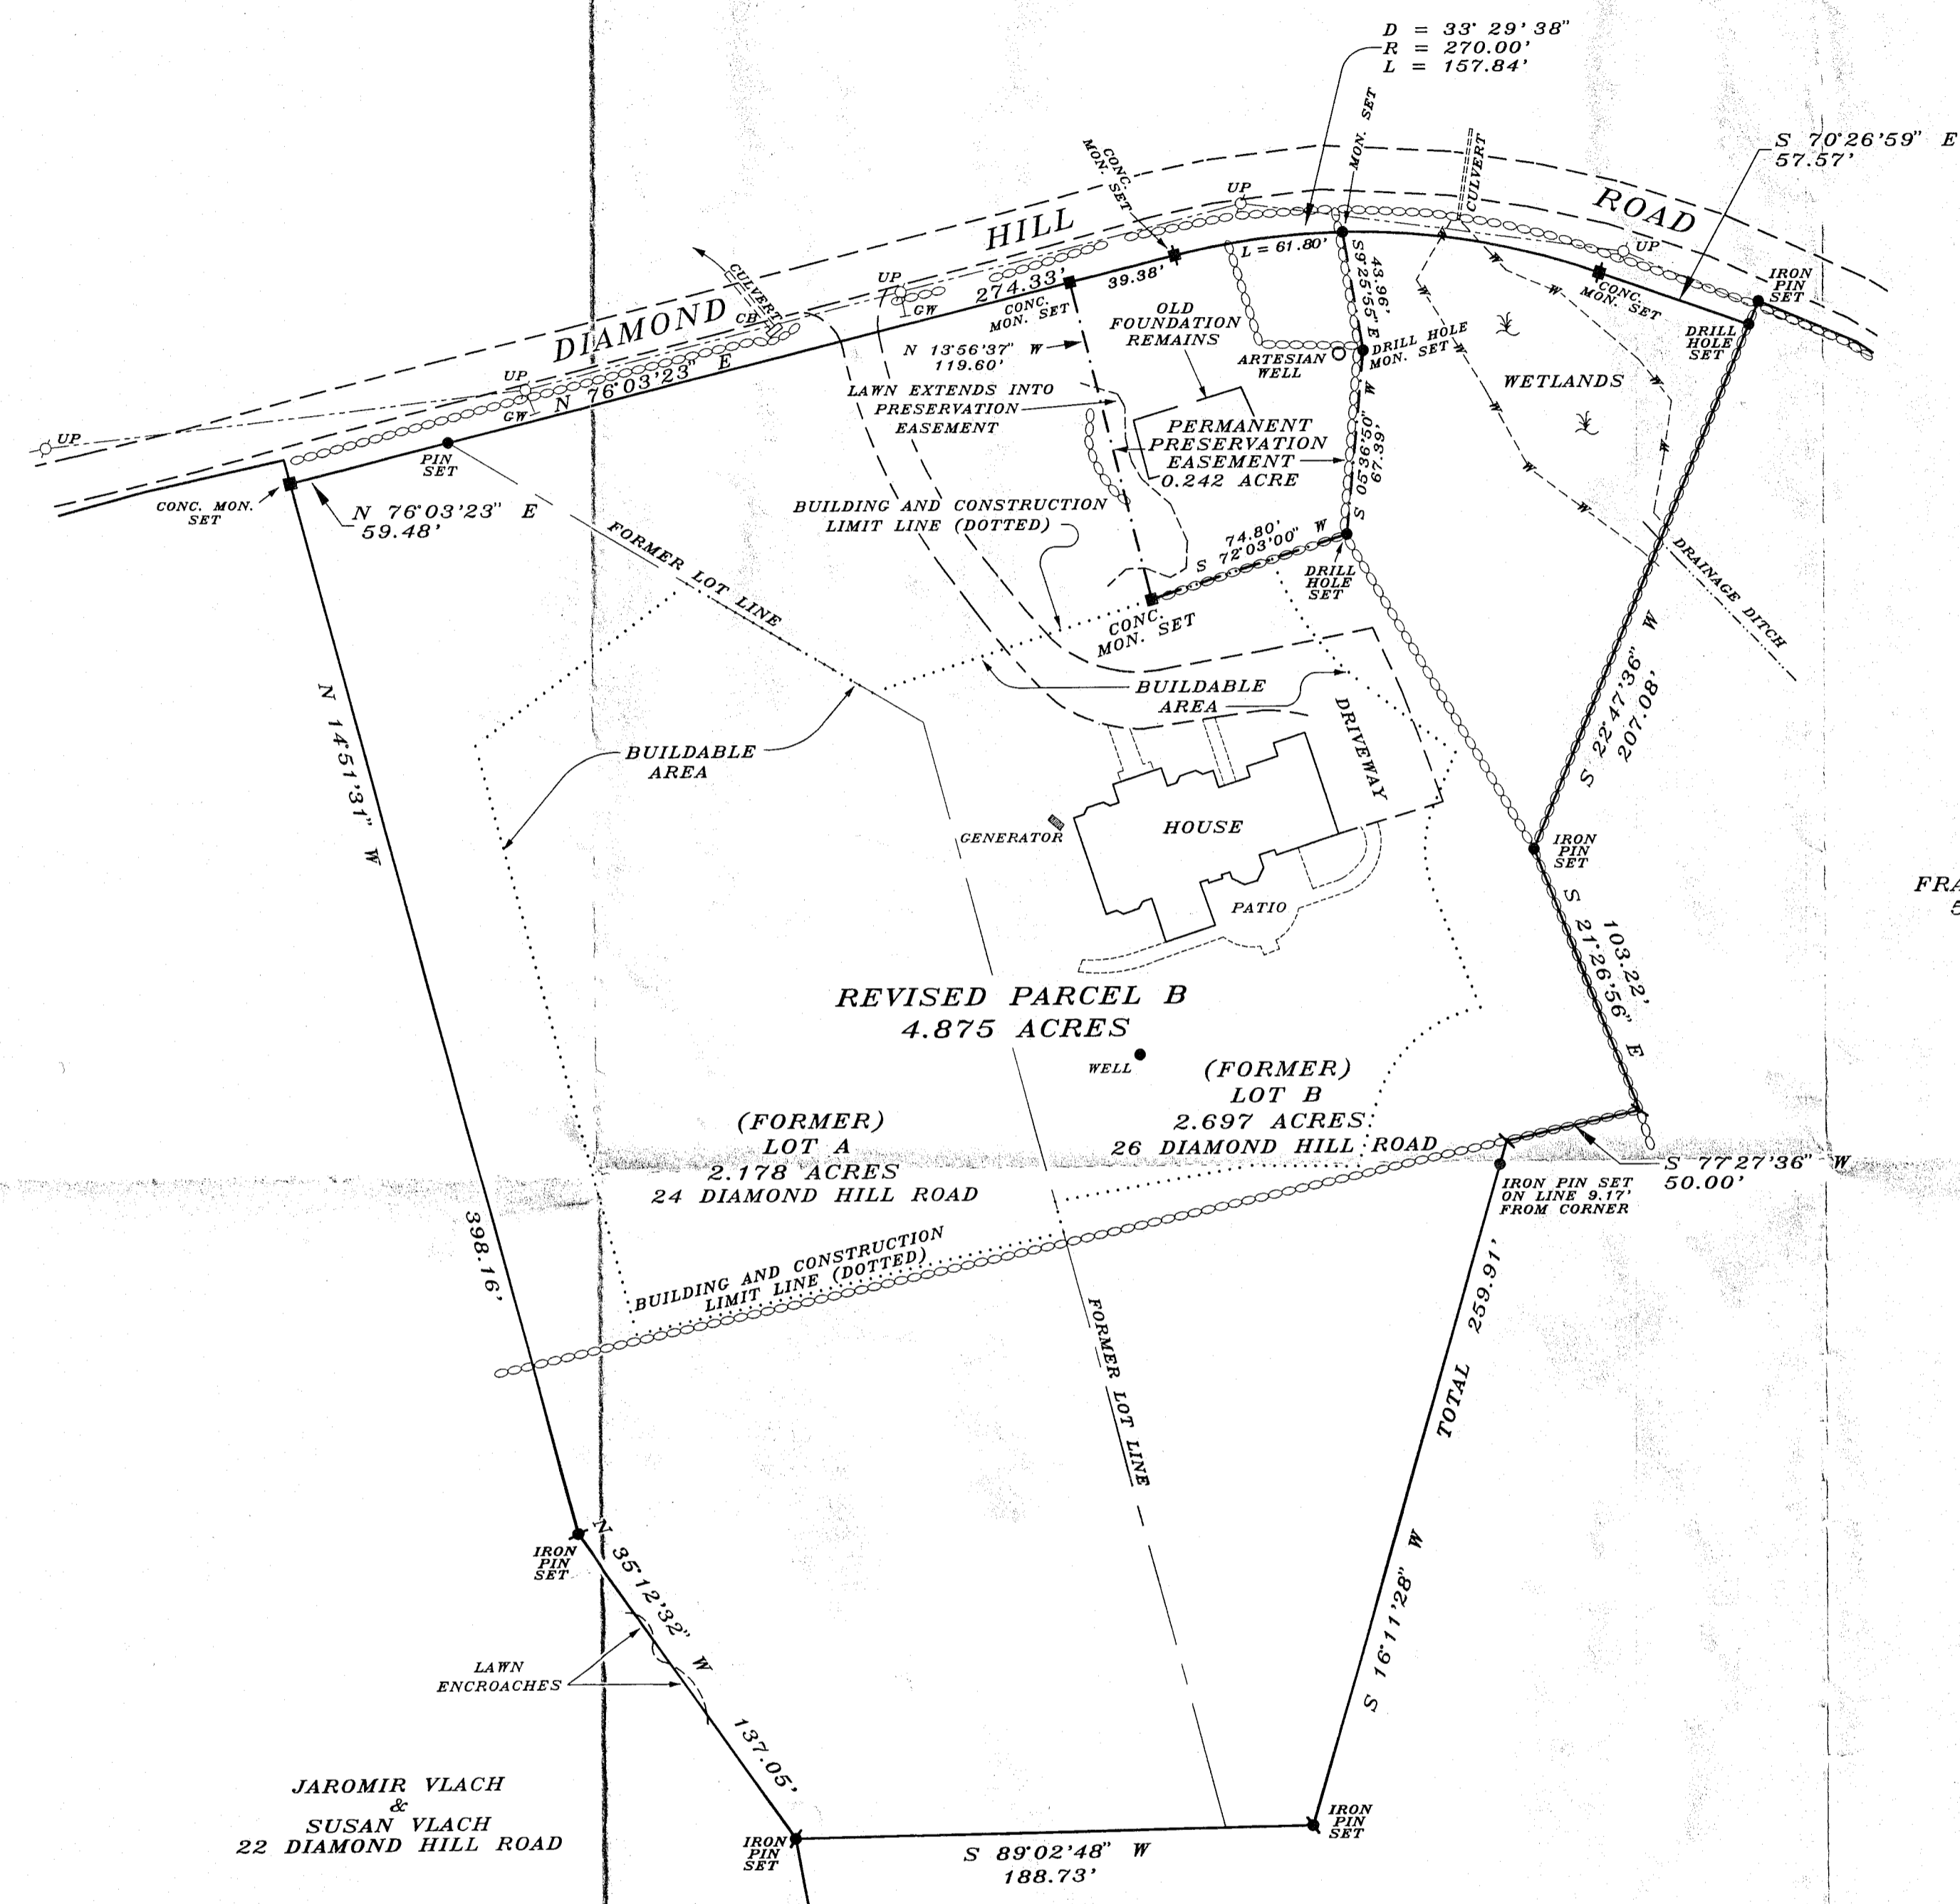 D = 33° 29' 38"
R = 270.00'
L = 157.84'
MON. SET
CULVERT
S 70°26'59" E
57.57'
CONC.
MON. SET
UP
ROAD
HILL
DIAMOND
UP
IRON
PIN
SET
L = 61.80'
CULVERT
CB
UP
274.33'
39.38'
GW
CONC.
MON. SET
CONC.
MON. SET
S 9°25'55" E
43.96'
OLD
FOUNDATION
REMAINS
DRILL HOLE
MON. SET
DRILL
HOLE
SET
N 13°56'37" W
119.60'
ARTESIAN
WELL
W
W
W
W
W
W
W
W
W
WETLANDS
UP
GW
N 76°03'23" E
LAWN EXTENDS INTO
PRESERVATION
EASEMENT
PERMANENT
PRESERVATION
EASEMENT
0.242 ACRE
S 05°36'50" W
67.39'
UP
PIN
SET
CONC. MON.
SET
N 76°03'23" E
59.48'
BUILDING AND CONSTRUCTION
LIMIT LINE (DOTTED)
74.80'
S 72°03'00" W
FORMER LOT LINE
DRILL
HOLE
SET
DRAINAGE DITCH
CONC.
MON. SET
S 22°47'36" W
207.08'
BUILDABLE
AREA
DRIVEWAY
N 14°51'31" W
398.16'
BUILDABLE
AREA
GENERATOR
HOUSE
IRON
PIN
SET
PATIO
FRA
5
S 21°26'56" E
103.22'
REVISED PARCEL B
4.875 ACRES
WELL
(FORMER)
LOT B
2.697 ACRES
26 DIAMOND HILL ROAD
(FORMER)
LOT A
2.178 ACRES
24 DIAMOND HILL ROAD
S 77°27'36" W
50.00'
IRON PIN SET
ON LINE 9.17'
FROM CORNER
BUILDING AND CONSTRUCTION
LIMIT LINE (DOTTED)
FORMER LOT LINE
S 16°11'28" W TOTAL 259.91'
IRON
PIN
SET
N 35°12'32" W
137.05'
LAWN
ENCROACHES
JAROMIR VLACH
&
SUSAN VLACH
22 DIAMOND HILL ROAD
IRON
PIN
SET
S 89°02'48" W
188.73'
IRON
PIN
SET